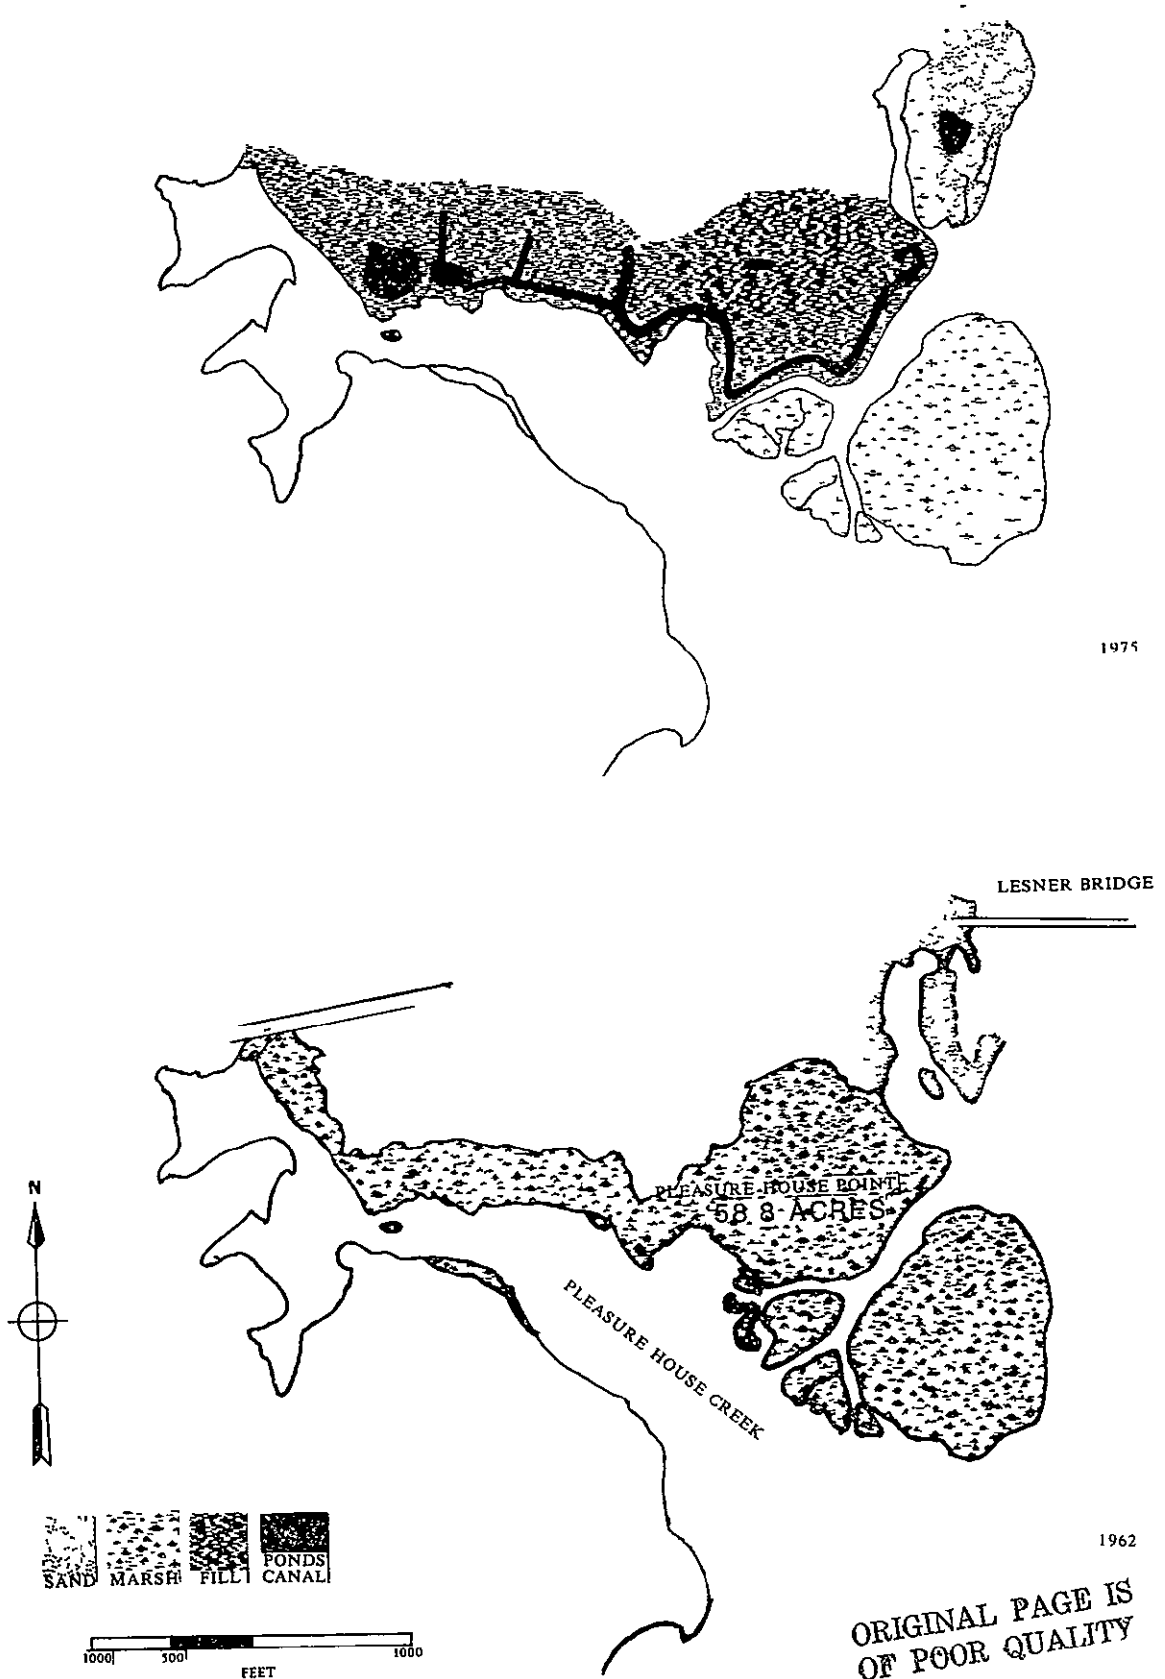 1975
LESNER BRIDGE
PLEASURE HOUSE POINTE
58 8 ACRES
PLEASURE HOUSE CREEK
N
1962
SAND MARSH FILL PONDS
CANAL
1000 500 1000
FEET
ORIGINAL PAGE IS
OF POOR QUALITY